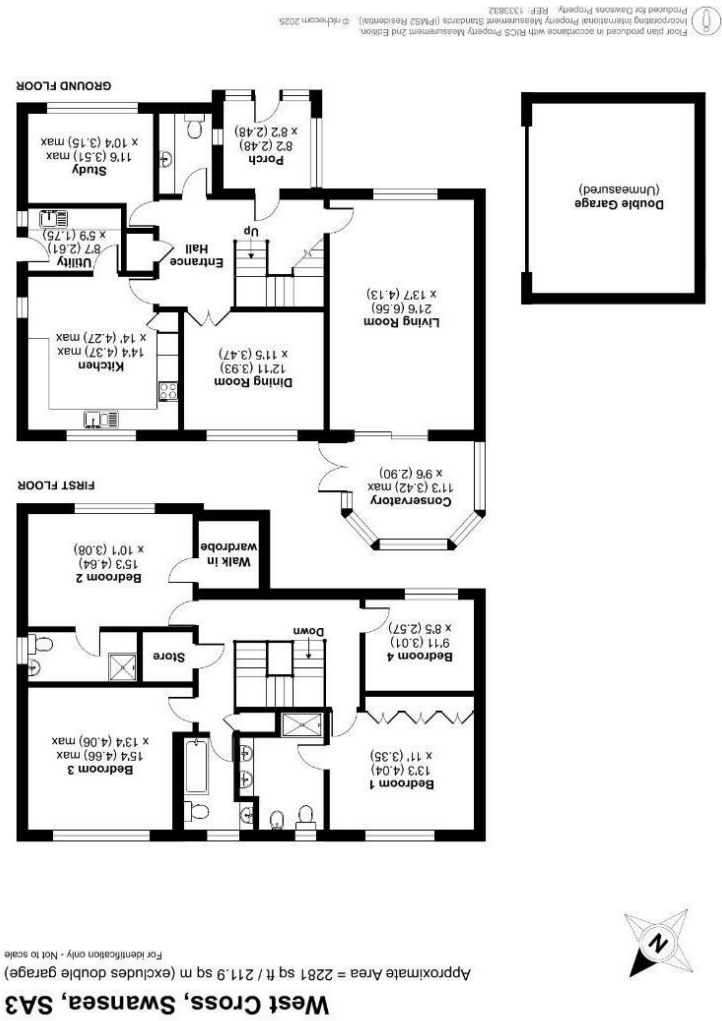 West Cross, Swansea, SA3
Approximate Area = 2281 sq ft / 211.9 sq m (excludes double garage)
For identification only - Not to scale
N
Bedroom 1
13'3 (4.04)
x 11' (3.35)
Bedroom 3
15'4 (4.66) max
x 13'4 (4.06) max
Bedroom 4
9'11 (3.01)
x 8'5 (2.57)
Down
Store
Walk in
wardrobe
Bedroom 2
15'3 (4.64)
x 10'1 (3.08)
FIRST FLOOR
Conservatory
11'3 (3.42) max
x 9'6 (2.90)
Living Room
21'6 (6.56)
x 13'7 (4.13)
Dining Room
12'11 (3.93)
x 11'5 (3.47)
Kitchen
14'4 (4.37) max
x 14' (4.27) max
Entrance
Hall
Utility
8'7 (2.61)
x 5'9 (1.75)
Up
Porch
8'2 (2.48)
x 8'2 (2.48)
Study
11'6 (3.51) max
x 10'4 (3.15) max
GROUND FLOOR
Double Garage
(Unmeasured)
Floor plan produced in accordance with RICS Property Measurement 2nd Edition.
Incorporating International Property Measurement Standards (IPMS2 Residential). © nichecom 2025.
Produced for Dawsons Property. REF: 1333832